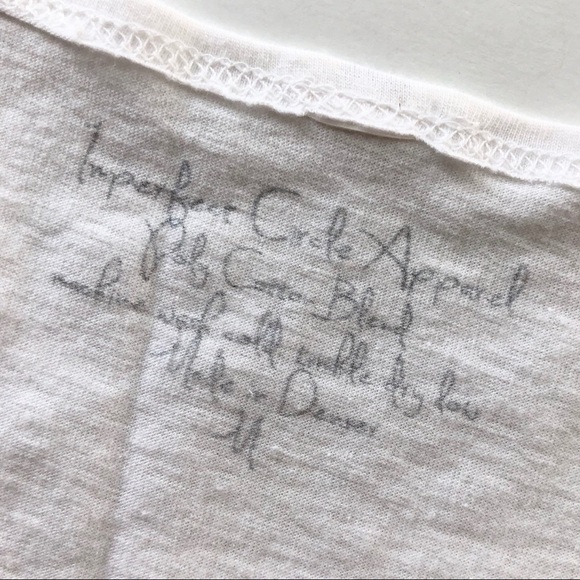 Imperfect Circle Apparel
Poly Cotton Blend
machine wash cold tumble dry low
Made in Denver
M